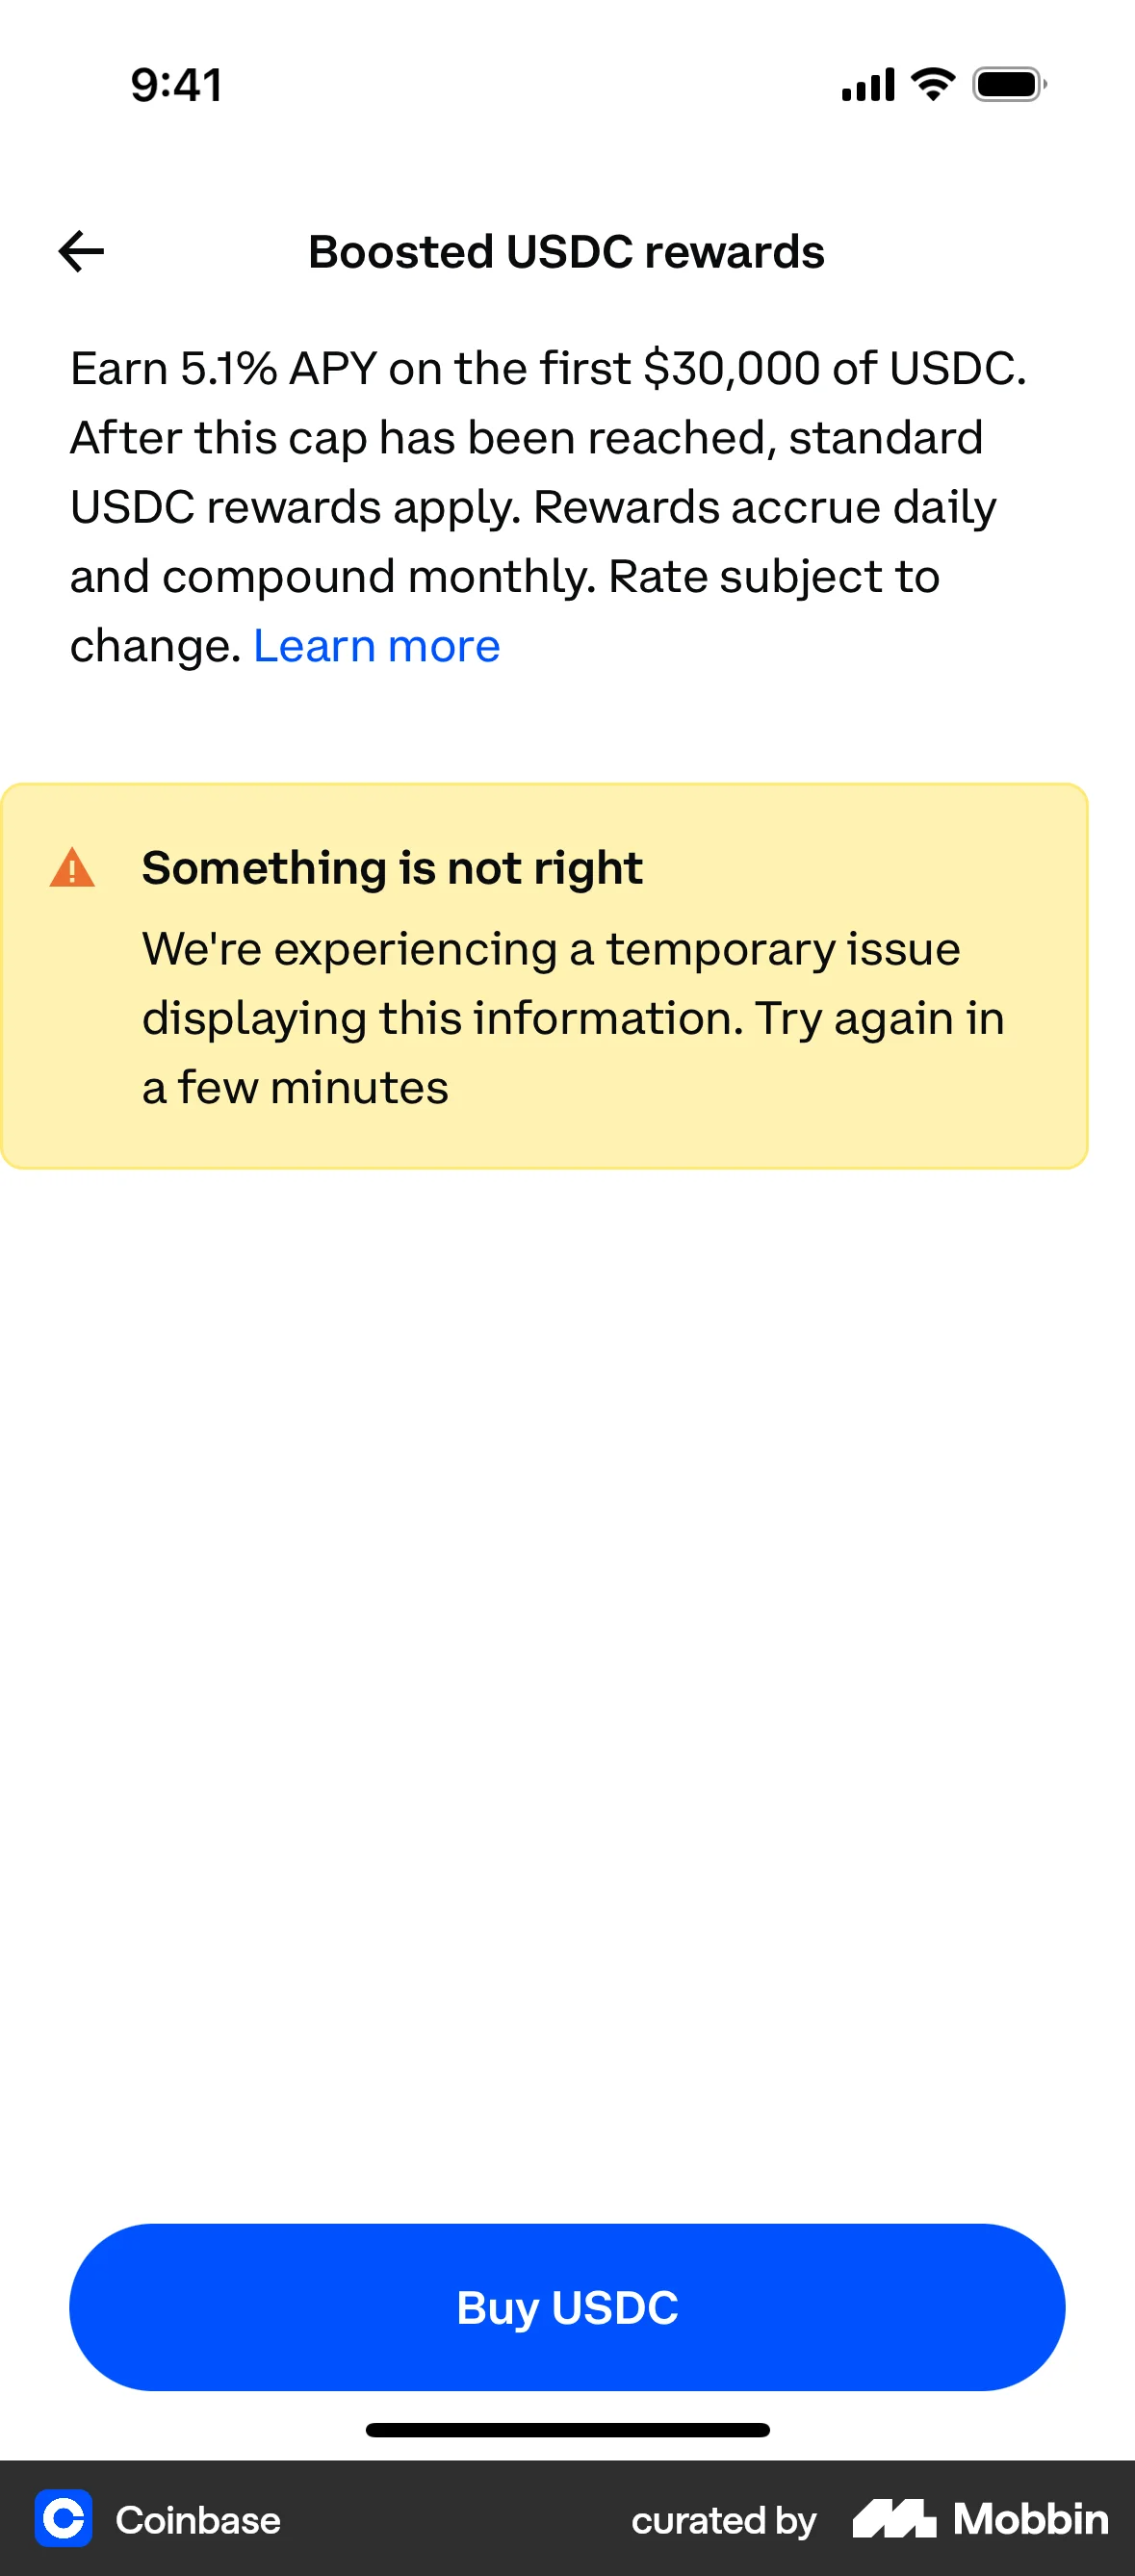 9:41
Boosted USDC rewards
Earn 5.1% APY on the first $30,000 of USDC.
After this cap has been reached, standard
USDC rewards apply. Rewards accrue daily
and compound monthly. Rate subject to
change. Learn more
Something is not right
We're experiencing a temporary issue
displaying this information. Try again in
a few minutes
Buy USDC
Coinbase curated by Mobbin